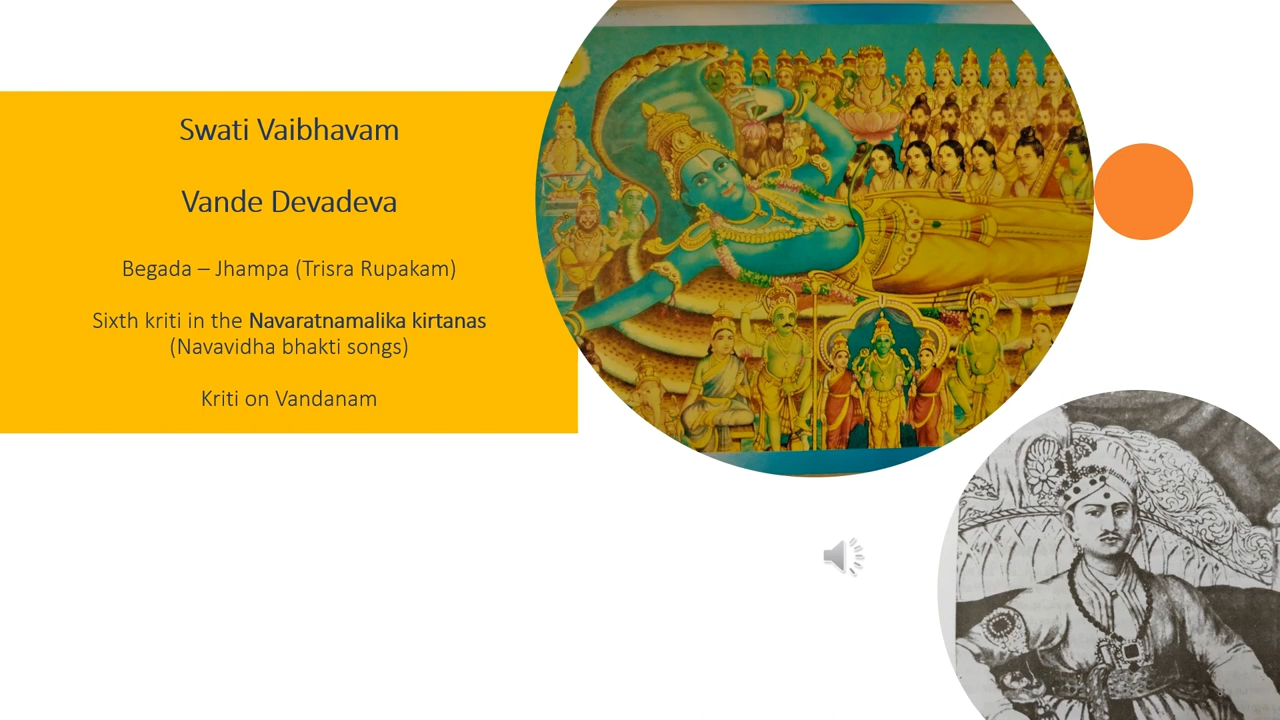 Swati Vaibhavam
Vande Devadeva
Begada – Jhampa (Trisra Rupakam)
Sixth kriti in the Navaratnamalika kirtanas
(Navavidha bhakti songs)
Kriti on Vandanam